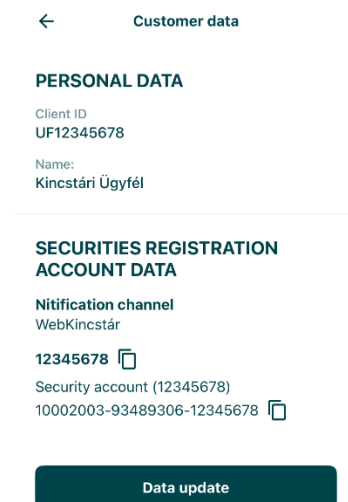 Customer data
PERSONAL DATA
Client ID
UF12345678
Name:
Kincstári Ügyfél
SECURITIES REGISTRATION
ACCOUNT DATA
Nitification channel
WebKincstár
12345678
Security account (12345678)
10002003-93489306-12345678
Data update